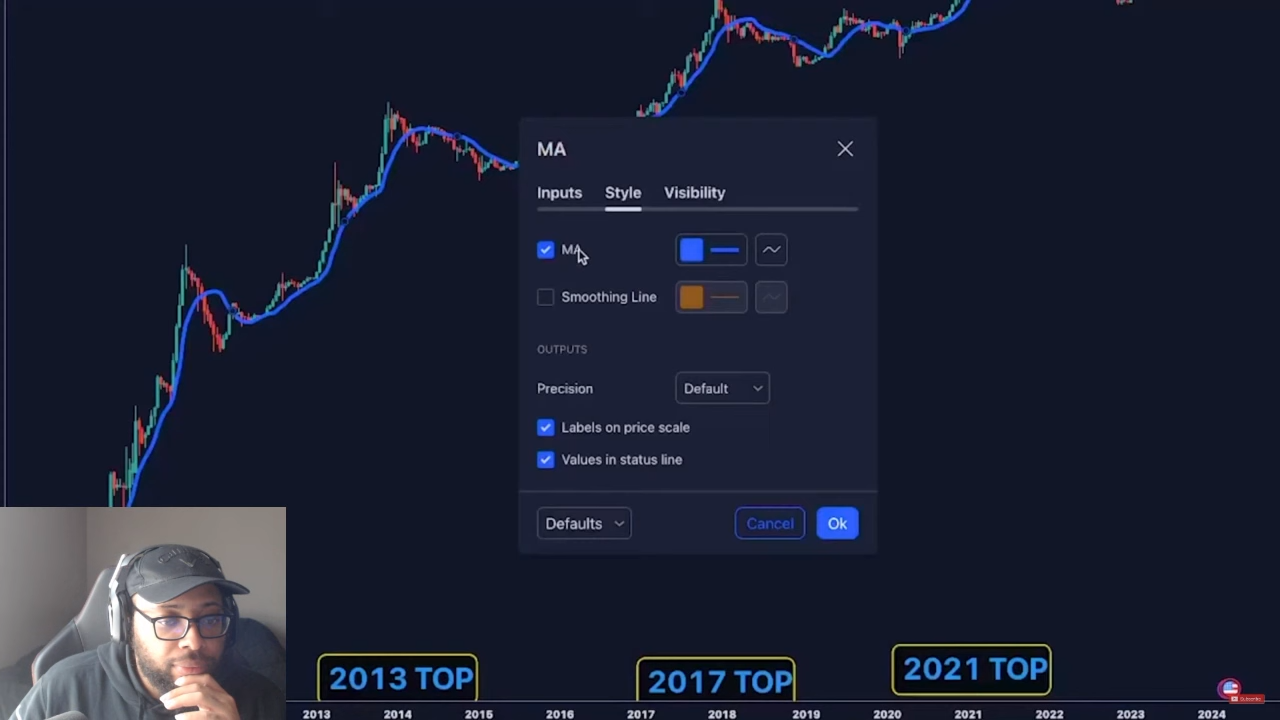 MA
Inputs Style Visibility
MA
Smoothing Line
OUTPUTS
Precision Default
Labels on price scale
Values in status line
Defaults Cancel Ok
2013 TOP 2017 TOP 2021 TOP
Subscribe
2013 2014 2015 2016 2017 2018 2019 2020 2021 2022 2023 2024